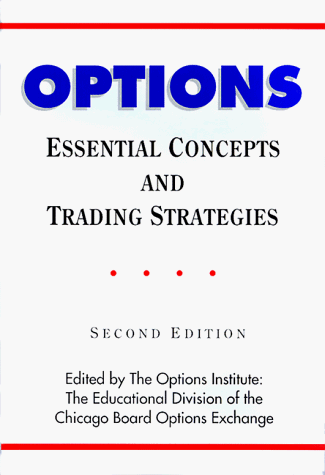 OPTIONS
ESSENTIAL CONCEPTS
AND
TRADING STRATEGIES
SECOND EDITION
Edited by The Options Institute:
The Educational Division of the
Chicago Board Options Exchange